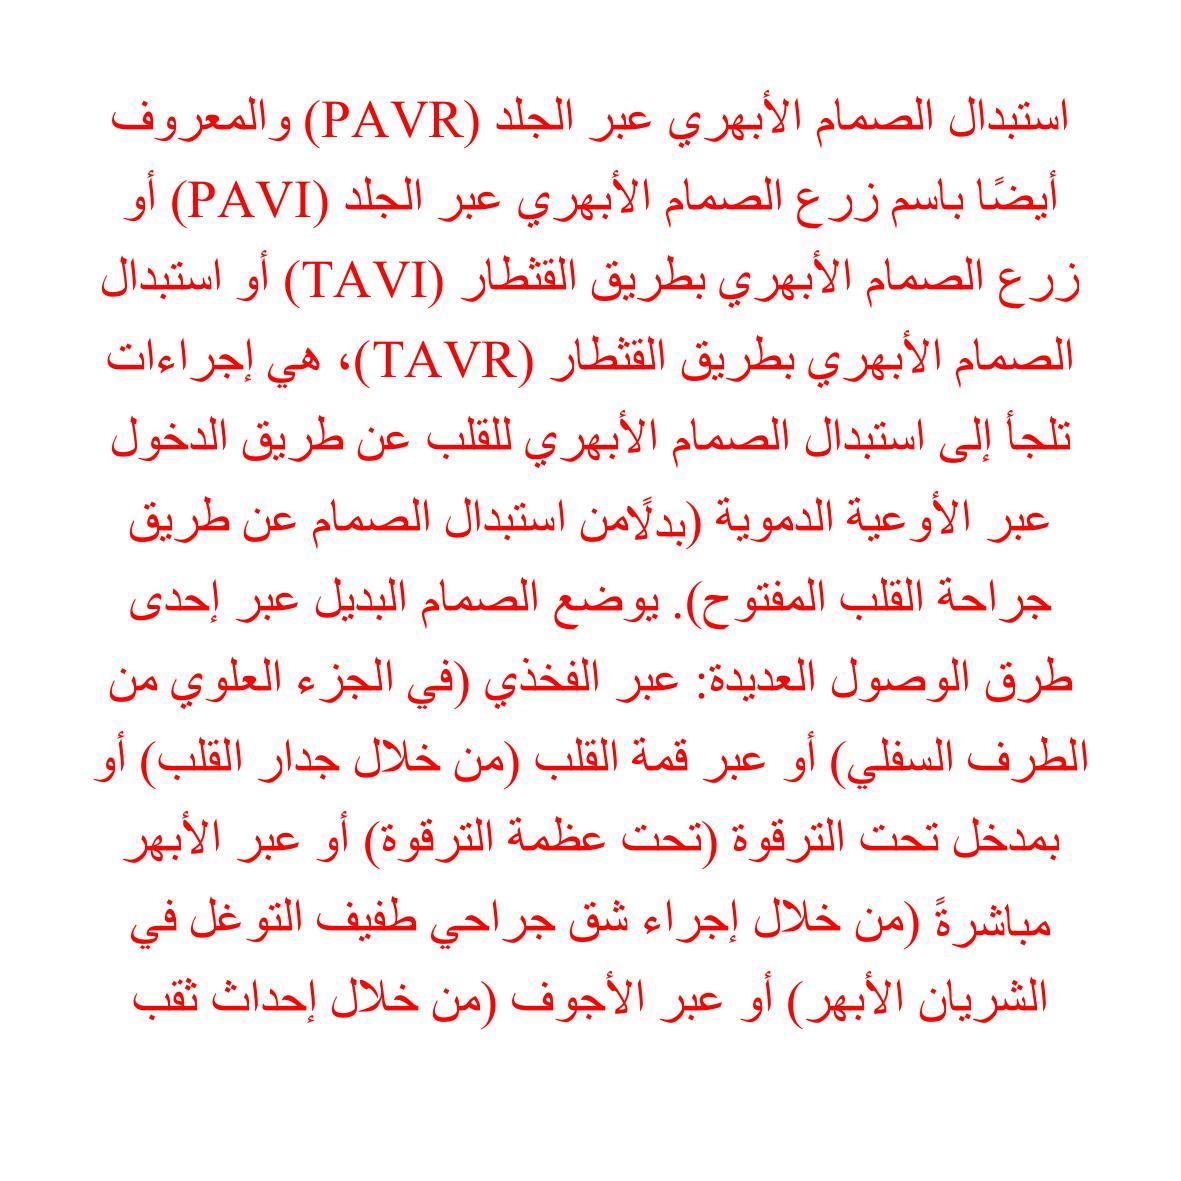 استبدال الصمام الأبهري عبر الجلد (PAVR) والمعروف
أيضًا باسم زرع الصمام الأبهري عبر الجلد (PAVI) أو
زرع الصمام الأبهري بطريق القثطار (TAVI) أو استبدال
الصمام الأبهري بطريق القثطار (TAVR)، هي إجراءات
تلجأ إلى استبدال الصمام الأبهري للقلب عن طريق الدخول
عبر الأوعية الدموية (بدلًامن استبدال الصمام عن طريق
جراحة القلب المفتوح). يوضع الصمام البديل عبر إحدى
طرق الوصول العديدة: عبر الفخذي (في الجزء العلوي من
الطرف السفلي) أو عبر قمة القلب (من خلال جدار القلب) أو
بمدخل تحت الترقوة (تحت عظمة الترقوة) أو عبر الأبهر
مباشرةً (من خلال إجراء شق جراحي طفيف التوغل في
الشريان الأبهر) أو عبر الأجوف (من خلال إحداث ثقب